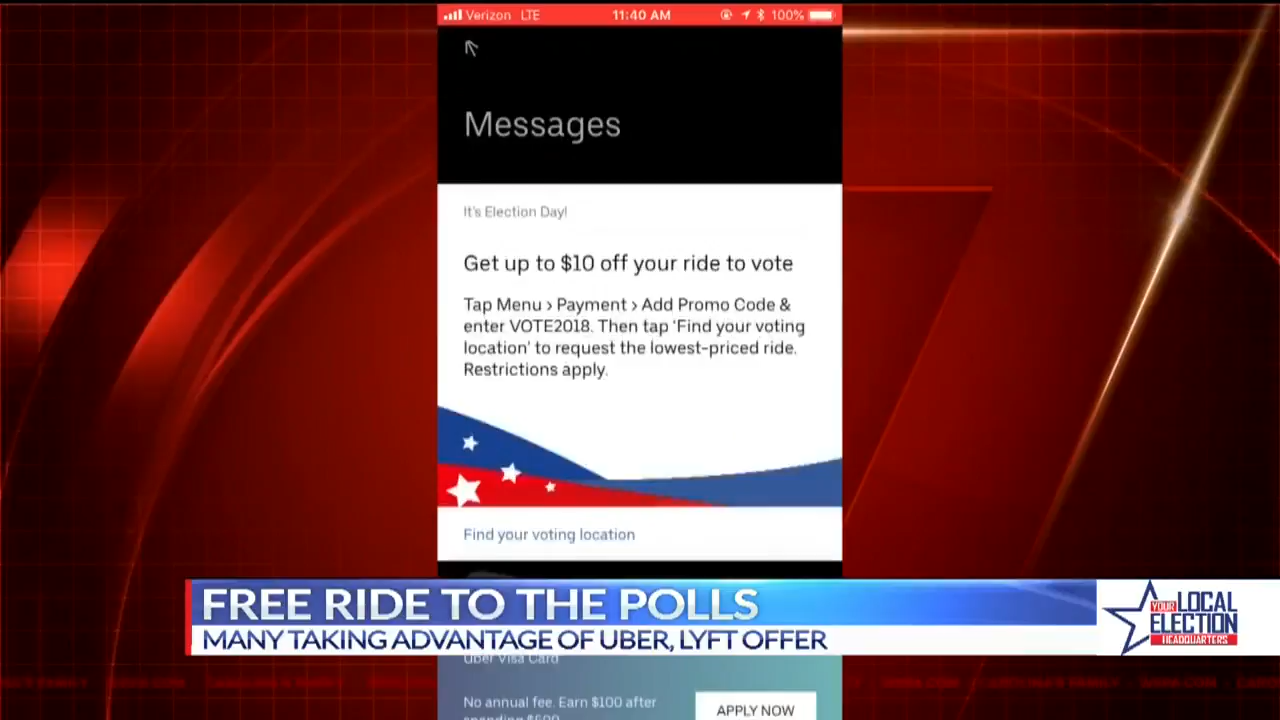 Verizon LTE 11:40 AM 100%
Messages
It's Election Day!
Get up to $10 off your ride to vote
Tap Menu > Payment > Add Promo Code &
enter VOTE2018. Then tap 'Find your voting
location' to request the lowest-priced ride.
Restrictions apply.
Find your voting location
FREE RIDE TO THE POLLS
MANY TAKING ADVANTAGE OF UBER, LYFT OFFER
YOUR LOCAL
ELECTION
HEADQUARTERS
Uber Visa Card
No annual fee. Earn $100 after
APPLY NOW